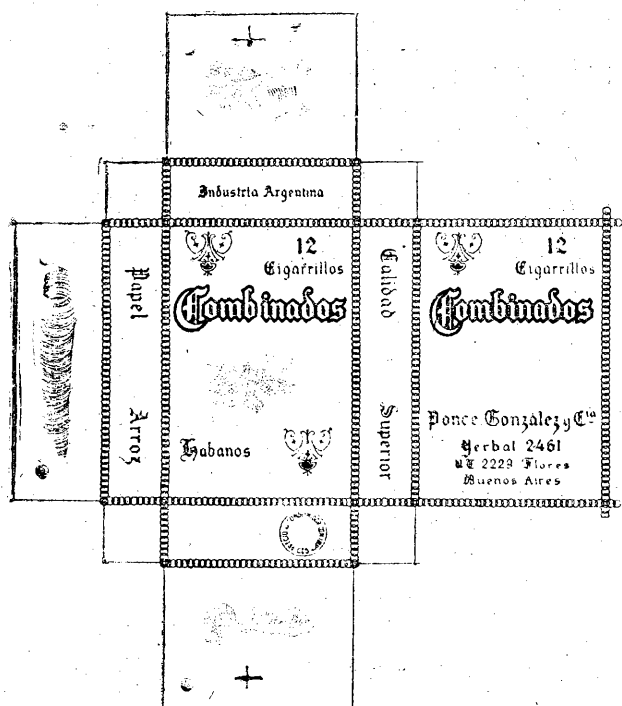 Industria Argentina
Papel Arroz
12
Cigarrillos
Combinados
Habanos
Calidad Superior
12
Cigarrillos
Combinados
Ponce González y Cía
Yerbal 2461
UT 2229 Flores
Buenos Aires